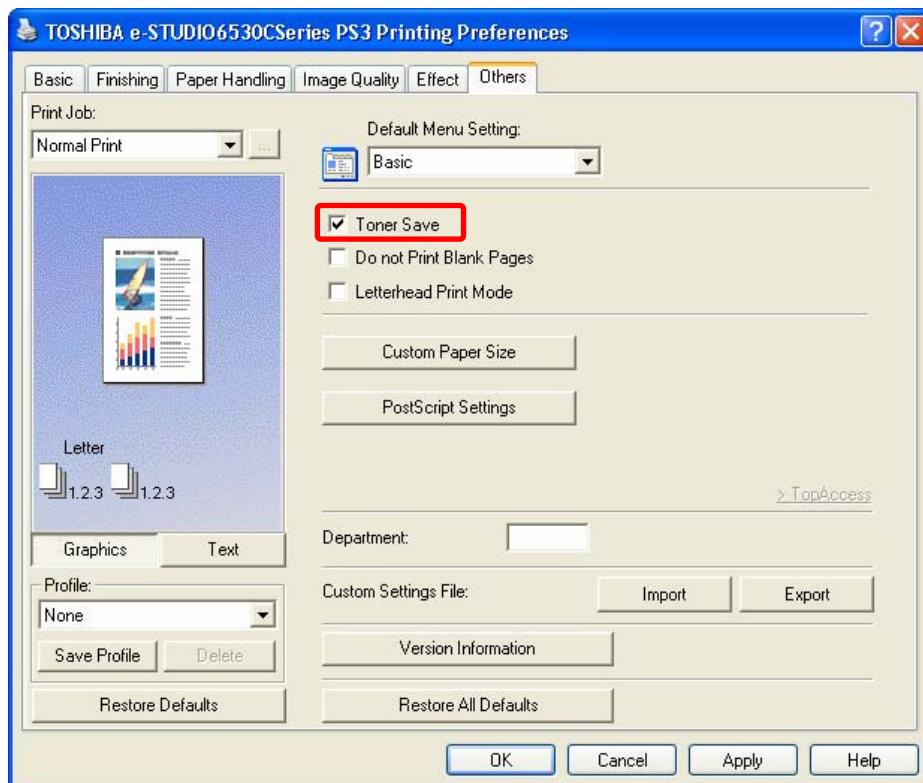 TOSHIBA e-STUDIO6530CSeries PS3 Printing Preferences
Basic Finishing Paper Handling Image Quality Effect Others
Print Job:
Normal Print
...
Default Menu Setting:
Basic
Toner Save
Do not Print Blank Pages
Letterhead Print Mode
Custom Paper Size
PostScript Settings
Letter
1.2.3 1.2.3
> TopAccess
Graphics Text
Department:
Profile:
None
Custom Settings File: Import Export
Save Profile Delete
Version Information
Restore Defaults
Restore All Defaults
OK Cancel Apply Help